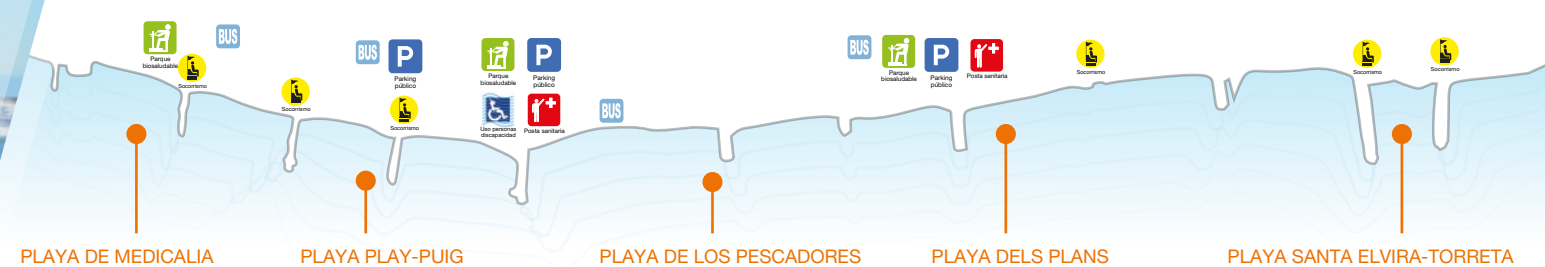 Parque
biosaludable
BUS
Socorrismo
Socorrismo
BUS
P
Parking
público
Socorrismo
Parque
biosaludable
P
Parking
público
Uso personas
discapacidad
Posta sanitaria
BUS
BUS
Parque
biosaludable
P
Parking
público
Posta sanitaria
Socorrismo
Socorrismo
Socorrismo
PLAYA DE MEDICALIA
PLAYA PLAY-PUIG
PLAYA DE LOS PESCADORES
PLAYA DELS PLANS
PLAYA SANTA ELVIRA-TORRETA